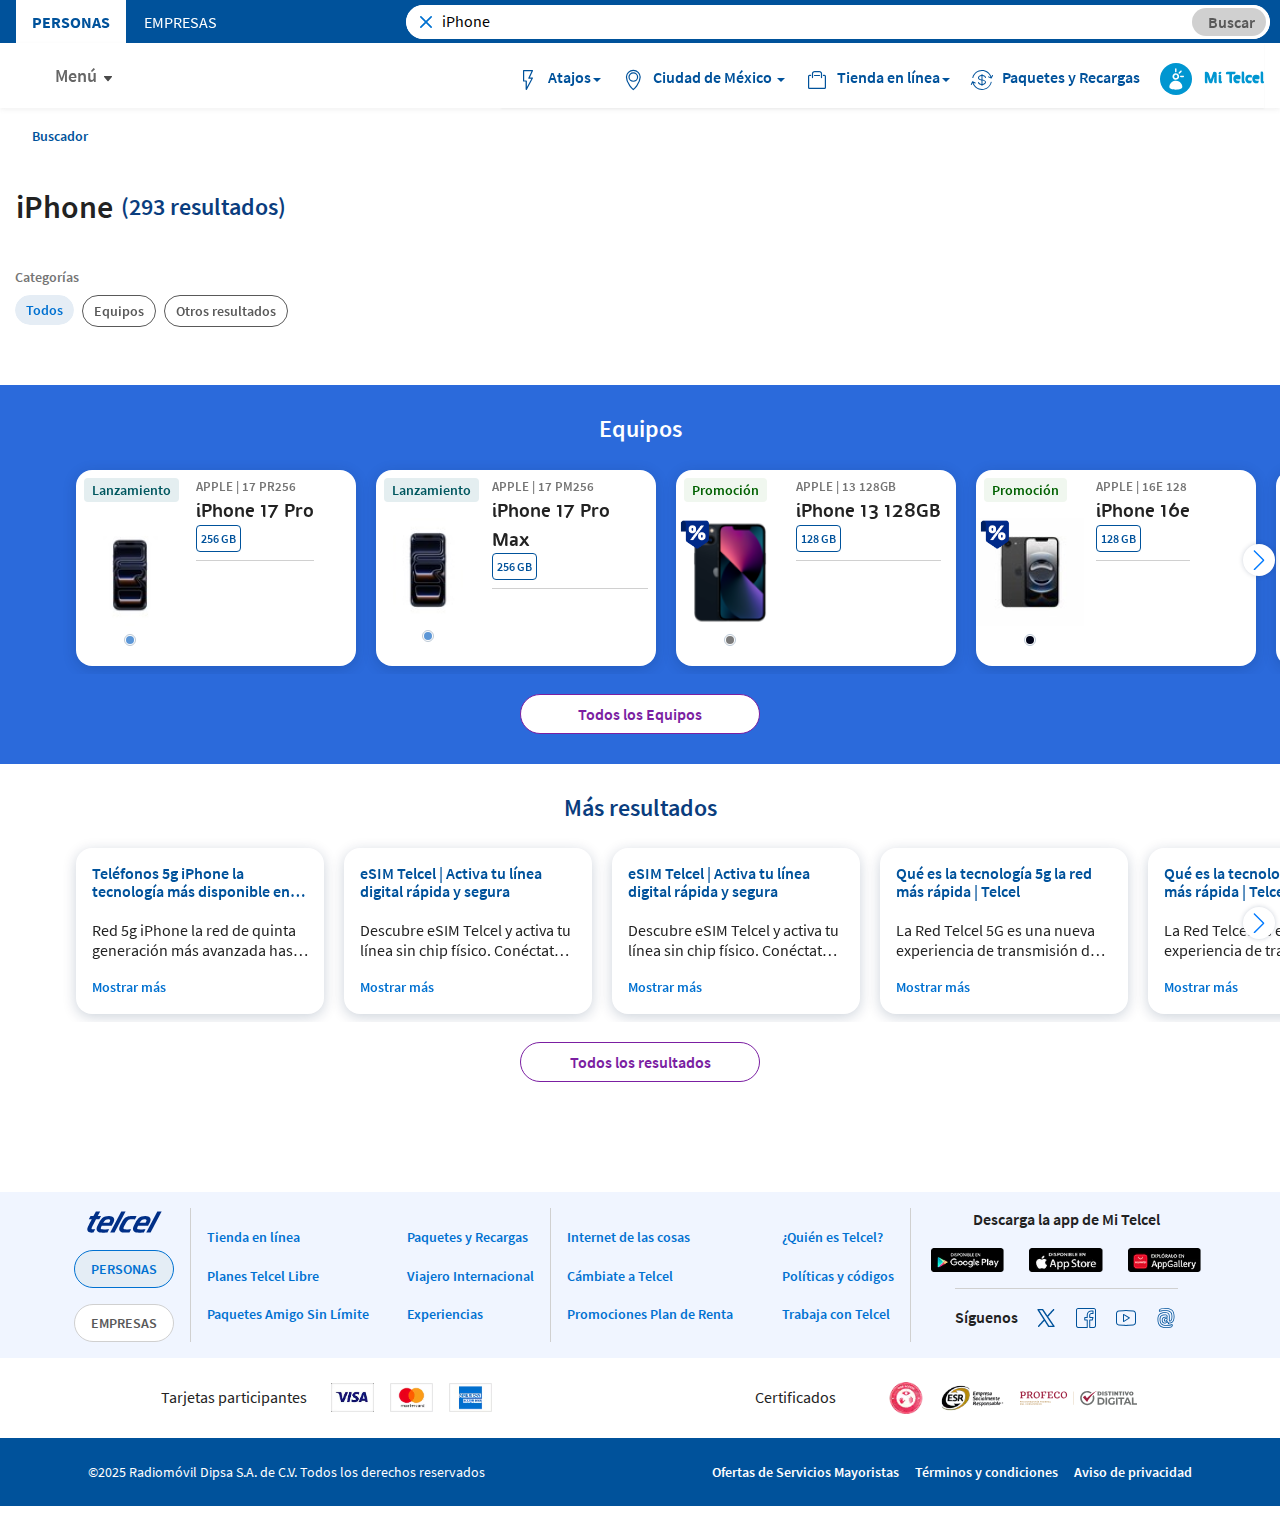 PERSONAS
EMPRESAS
iPhone
Buscar
Menú
Atajos
Ciudad de México
Tienda en línea
Paquetes y Recargas
Mi Telcel
Buscador
iPhone (293 resultados)
Categorías
Todos
Equipos
Otros resultados
Equipos
Lanzamiento
APPLE | 17 PR256
iPhone 17 Pro
256 GB
Lanzamiento
APPLE | 17 PM256
iPhone 17 Pro
Max
256 GB
Promoción
%
APPLE | 13 128GB
iPhone 13 128GB
128 GB
Promoción
%
APPLE | 16E 128
iPhone 16e
128 GB
Todos los Equipos
Más resultados
Teléfonos 5g iPhone la
tecnología más disponible en…
Red 5g iPhone la red de quinta
generación más avanzada has…
Mostrar más
eSIM Telcel | Activa tu línea
digital rápida y segura
Descubre eSIM Telcel y activa tu
línea sin chip físico. Conéctat…
Mostrar más
eSIM Telcel | Activa tu línea
digital rápida y segura
Descubre eSIM Telcel y activa tu
línea sin chip físico. Conéctat…
Mostrar más
Qué es la tecnología 5g la red
más rápida | Telcel
La Red Telcel 5G es una nueva
experiencia de transmisión d…
Mostrar más
Qué es la tecnolo
más rápida | Telce
La Red Telcel
experiencia de tra
Mostrar más
Todos los resultados
telcel
PERSONAS
EMPRESAS
Tienda en línea
Planes Telcel Libre
Paquetes Amigo Sin Límite
Paquetes y Recargas
Viajero Internacional
Experiencias
Internet de las cosas
Cámbiate a Telcel
Promociones Plan de Renta
¿Quién es Telcel?
Políticas y códigos
Trabaja con Telcel
Descarga la app de Mi Telcel
DISPONIBLE EN
Google Play
DISPONIBLE EN
App Store
EXPLÓRALO EN
AppGallery
Síguenos
Tarjetas participantes
VISA
mastercard
Certificados
ESR
Empresa
Socialmente
Responsable
PROFECO
DISTINTIVO
DIGITAL
©2025 Radiomóvil Dipsa S.A. de C.V. Todos los derechos reservados
Ofertas de Servicios Mayoristas
Términos y condiciones
Aviso de privacidad